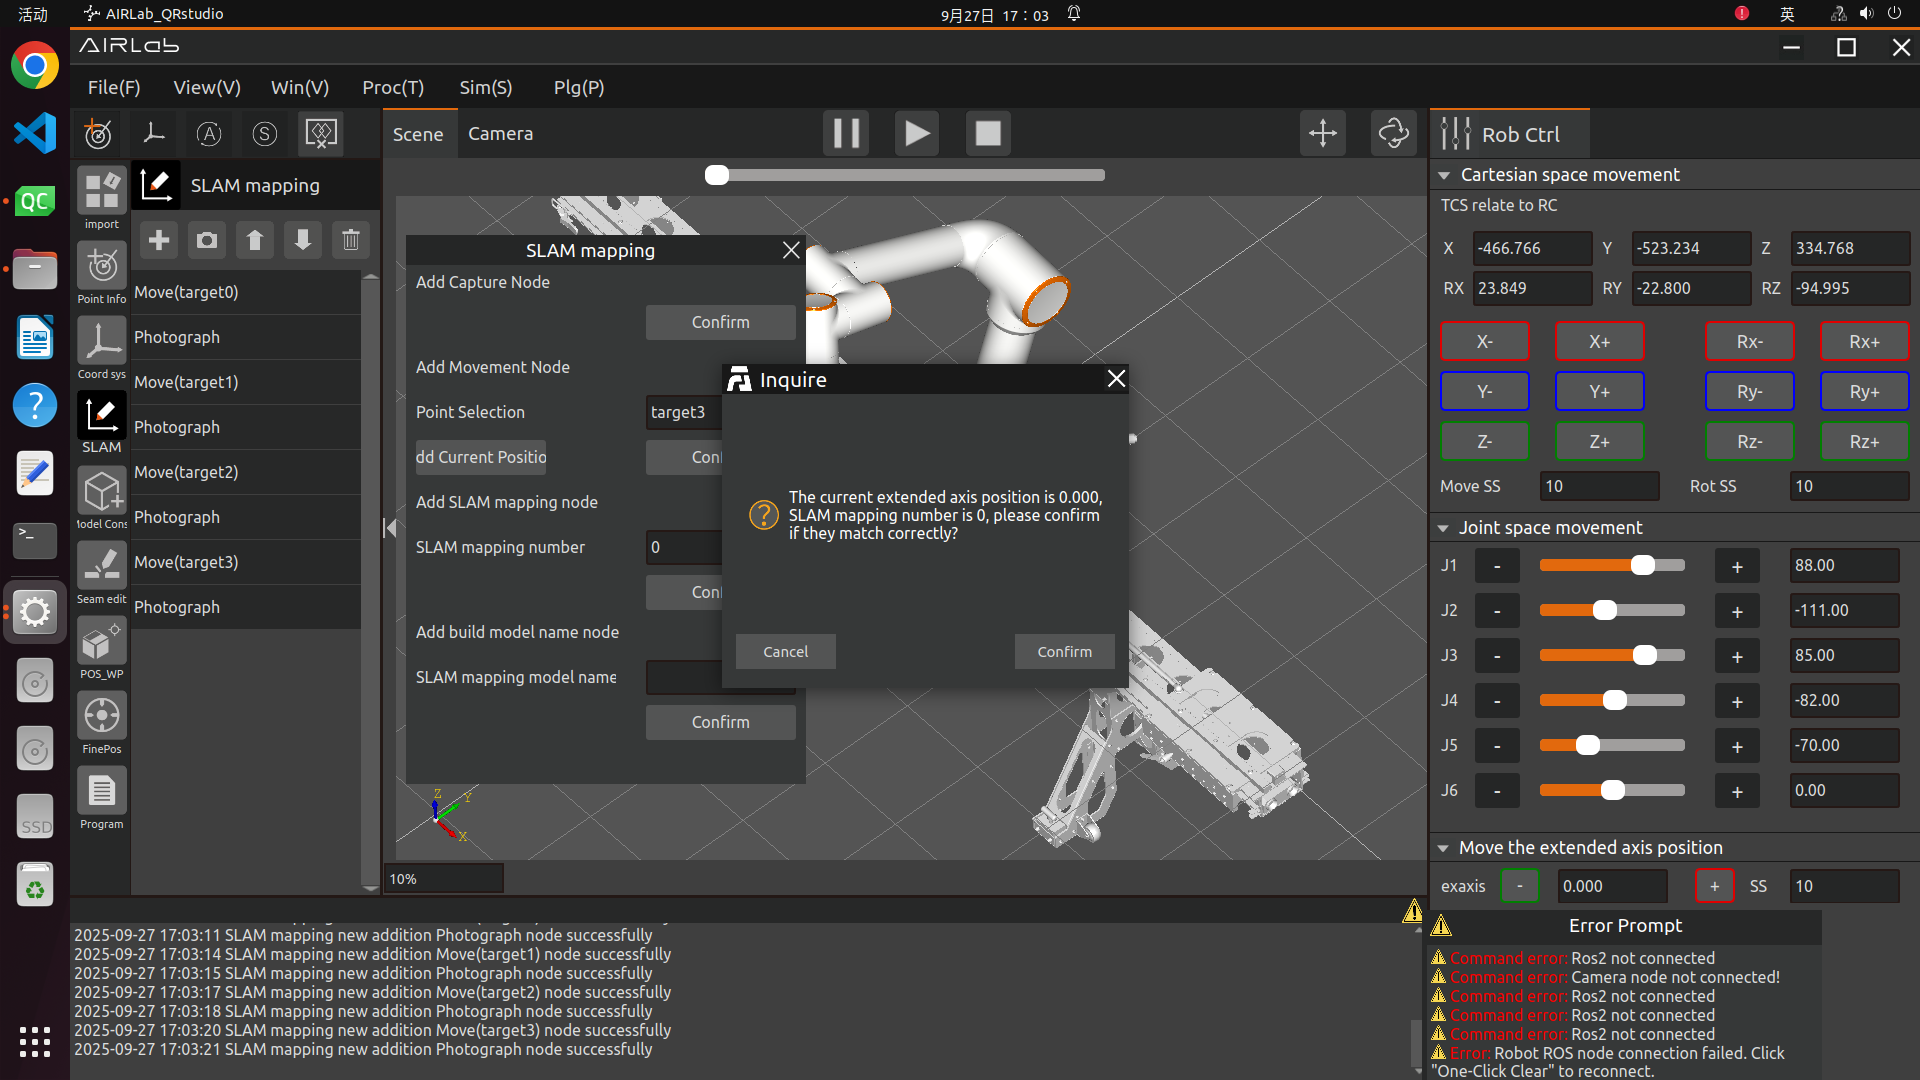 活动
AIRLab_QRstudio
9月27日 17：03
英
AIRLab
File(F)
View(V)
Win(V)
Proc(T)
Sim(S)
Plg(P)
Scene
Camera
Rob Ctrl
import
Point Info
Coord sys
SLAM
Model Cons
Seam edit
POS_WP
FinePos
Program
SLAM mapping
Move(target0)
Photograph
Move(target1)
Photograph
Move(target2)
Photograph
Move(target3)
Photograph
SLAM mapping
Add Capture Node
Confirm
Add Movement Node
Point Selection
target3
dd Current Positio
Conf
Add SLAM mapping node
SLAM mapping number
0
Conf
Add build model name node
SLAM mapping model name
Confirm
Inquire
The current extended axis position is 0.000,
SLAM mapping number is 0, please confirm
if they match correctly?
Cancel
Confirm
Z
Y
X
10%
Cartesian space movement
TCS relate to RC
X -466.766 Y -523.234 Z 334.768
RX 23.849 RY -22.800 RZ -94.995
X- X+ Rx- Rx+
Y- Y+ Ry- Ry+
Z- Z+ Rz- Rz+
Move SS 10 Rot SS 10
Joint space movement
J1 - + 88.00
J2 - + -111.00
J3 - + 85.00
J4 - + -82.00
J5 - + -70.00
J6 - + 0.00
Move the extended axis position
exaxis - 0.000 + SS 10
2025-09-27 17:03:11 SLAM mapping new addition Photograph node successfully
2025-09-27 17:03:14 SLAM mapping new addition Move(target1) node successfully
2025-09-27 17:03:15 SLAM mapping new addition Photograph node successfully
2025-09-27 17:03:17 SLAM mapping new addition Move(target2) node successfully
2025-09-27 17:03:18 SLAM mapping new addition Photograph node successfully
2025-09-27 17:03:20 SLAM mapping new addition Move(target3) node successfully
2025-09-27 17:03:21 SLAM mapping new addition Photograph node successfully
Error Prompt
Command error: Ros2 not connected
Command error: Camera node not connected!
Command error: Ros2 not connected
Command error: Ros2 not connected
Command error: Ros2 not connected
Error: Robot ROS node connection failed. Click
"One-Click Clear" to reconnect.
QC
SSD